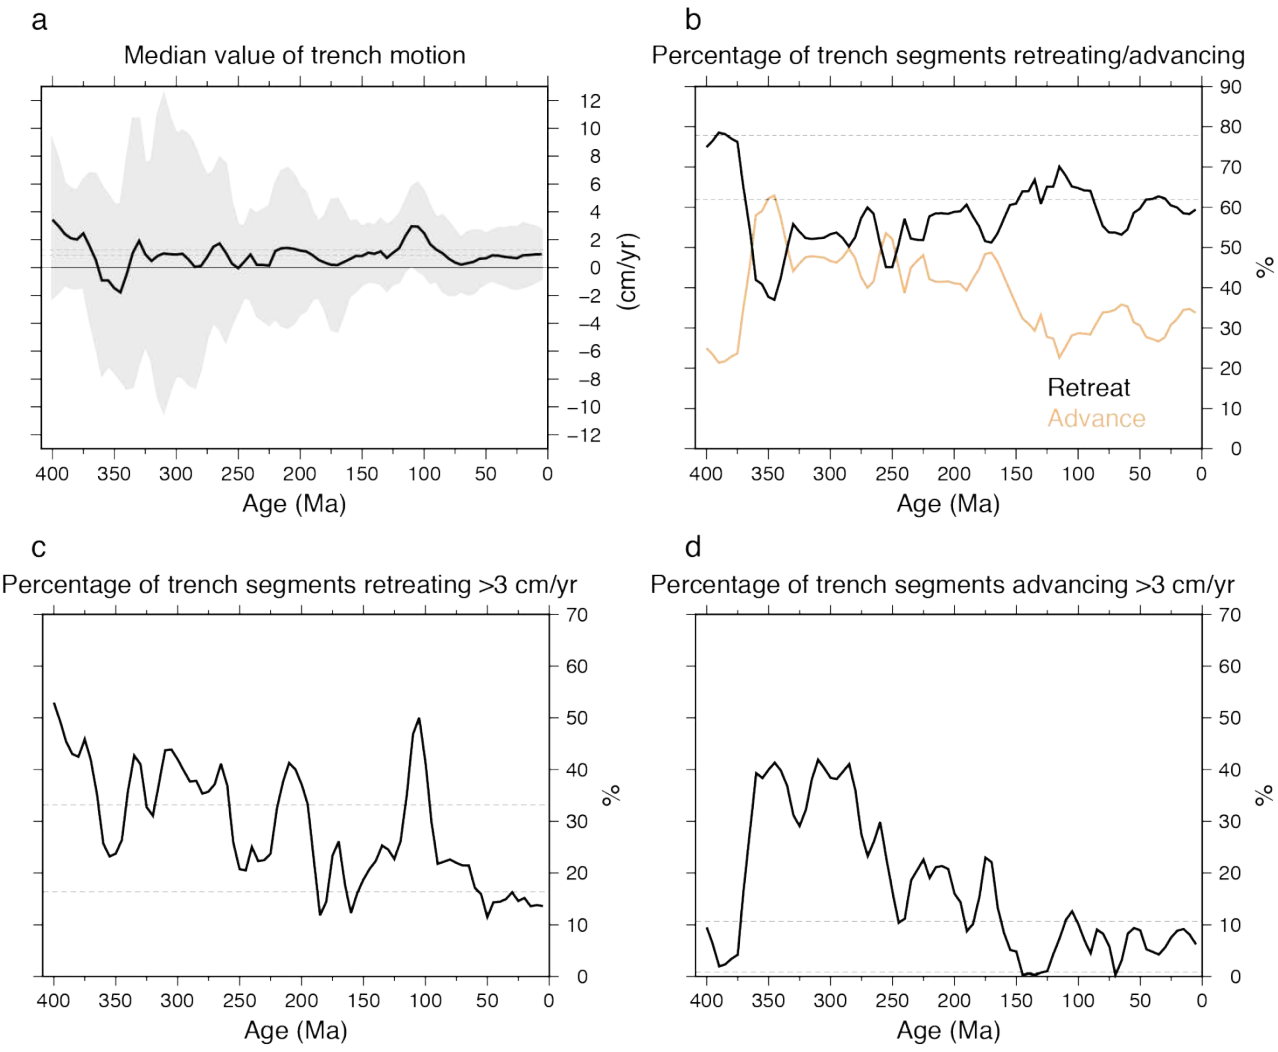 a
Median value of trench motion
12
10
8
6
4
2
0
−2
−4
−6
−8
−10
−12
(cm/yr)
400 350 300 250 200 150 100 50 0
Age (Ma)
b
Percentage of trench segments retreating/advancing
90
80
70
60
50
40
30
20
10
0
%
Retreat
Advance
400 350 300 250 200 150 100 50 0
Age (Ma)
c
Percentage of trench segments retreating >3 cm/yr
70
60
50
40
30
20
10
0
%
400 350 300 250 200 150 100 50 0
Age (Ma)
d
Percentage of trench segments advancing >3 cm/yr
70
60
50
40
30
20
10
0
%
400 350 300 250 200 150 100 50 0
Age (Ma)